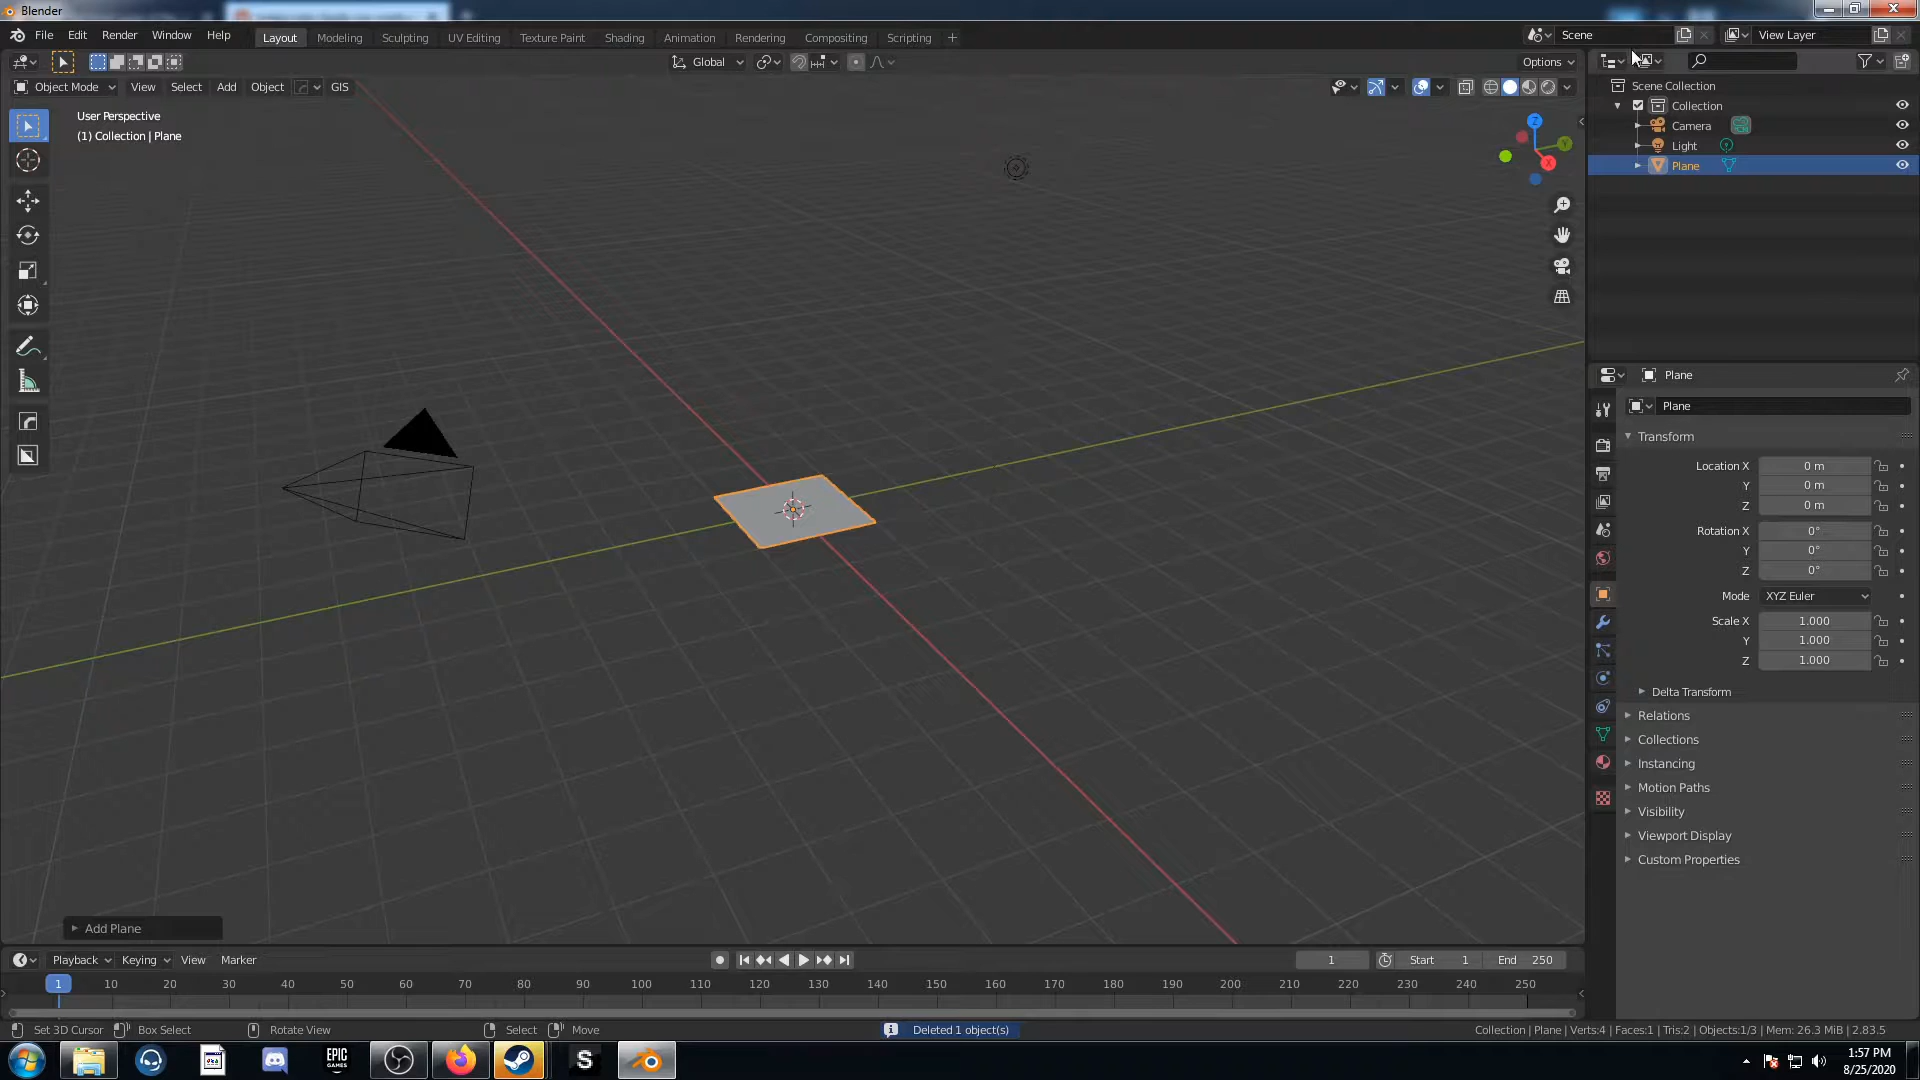 Blender
File Edit Render Window Help
Layout Modeling Sculpting UV Editing Texture Paint Shading Animation Rendering Compositing Scripting
Scene View Layer
Global
Options
Object Mode View Select Add Object GIS
User Perspective
(1) Collection | Plane
Z
Y
X
Scene Collection
Collection
Camera
Light
Plane
Plane
Plane
Transform
Location X 0 m
Y 0 m
Z 0 m
Rotation X 0°
Y 0°
Z 0°
Mode XYZ Euler
Scale X 1.000
Y 1.000
Z 1.000
Delta Transform
Relations
Collections
Instancing
Motion Paths
Visibility
Viewport Display
Custom Properties
Add Plane
Playback Keying View Marker
1 Start 1 End 250
1 10 20 30 40 50 60 70 80 90 100 110 120 130 140 150 160 170 180 190 200 210 220 230 240 250
Set 3D Cursor Box Select Rotate View Select Move
Deleted 1 object(s)
Collection | Plane | Verts:4 | Faces:1 | Tris:2 | Objects:1/3 | Mem: 26.3 MiB | 2.83.5
EPIC
GAMES
S
1:57 PM
8/25/2020